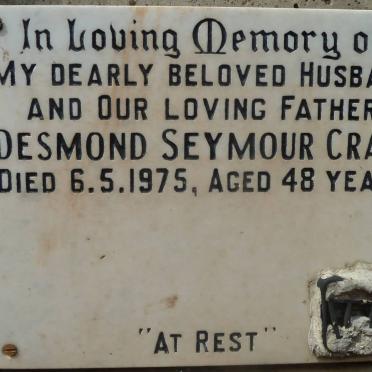 In Loving Memory o
MY DEARLY BELOVED HUSBA
AND OUR LOVING FATHER
DESMOND SEYMOUR CRA
DIED 6.5.1975, AGED 48 YEA
"AT REST"